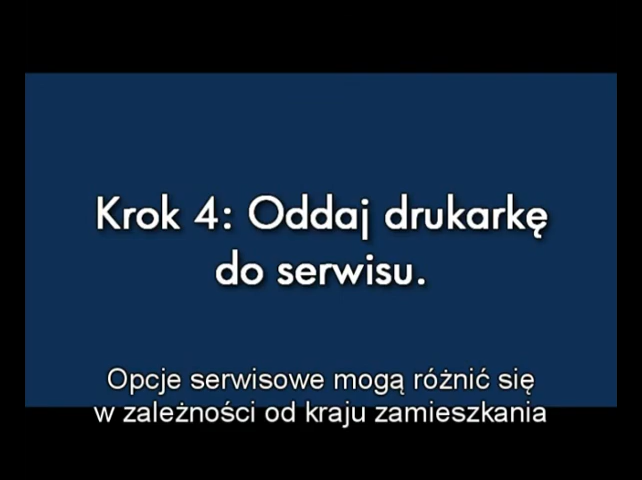 Krok 4: Oddaj drukarkę
do serwisu.
Opcje serwisowe mogą różnić się
w zależności od kraju zamieszkania